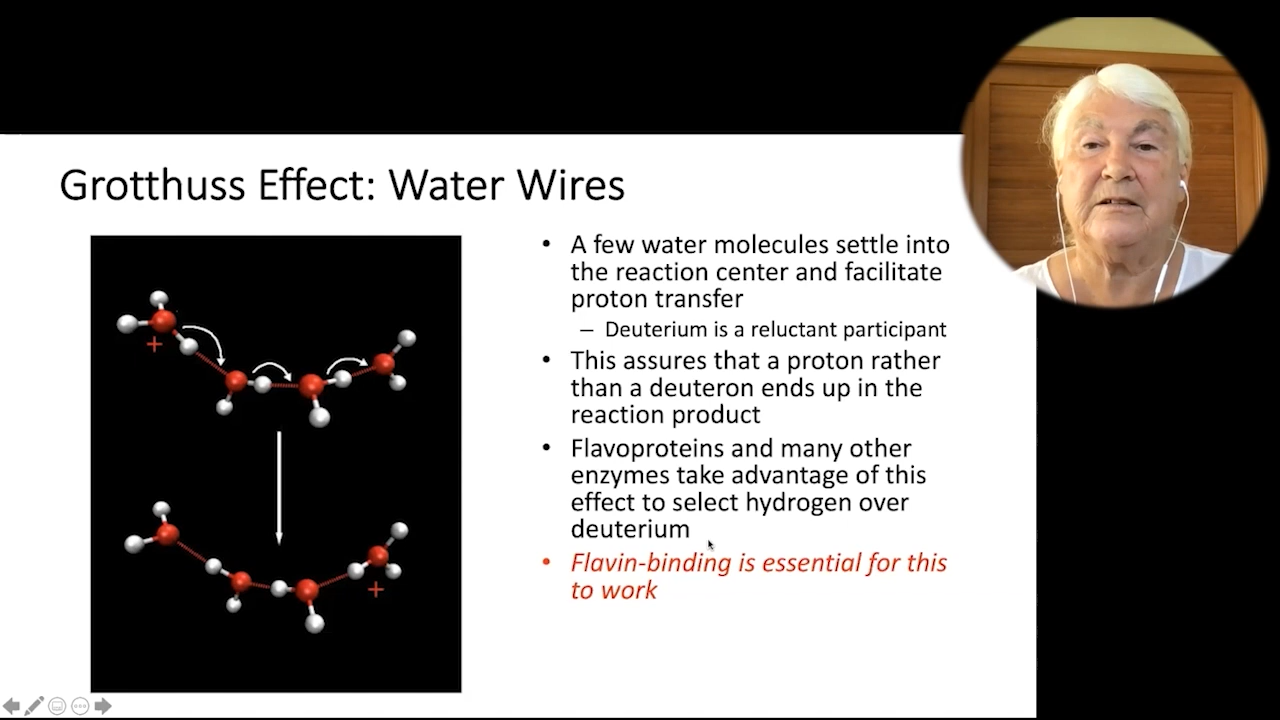 Grotthuss Effect: Water Wires
• A few water molecules settle into
the reaction center and facilitate
proton transfer
– Deuterium is a reluctant participant
• This assures that a proton rather
than a deuteron ends up in the
reaction product
• Flavoproteins and many other
enzymes take advantage of this
effect to select hydrogen over
deuterium
• Flavin-binding is essential for this
to work
+
+